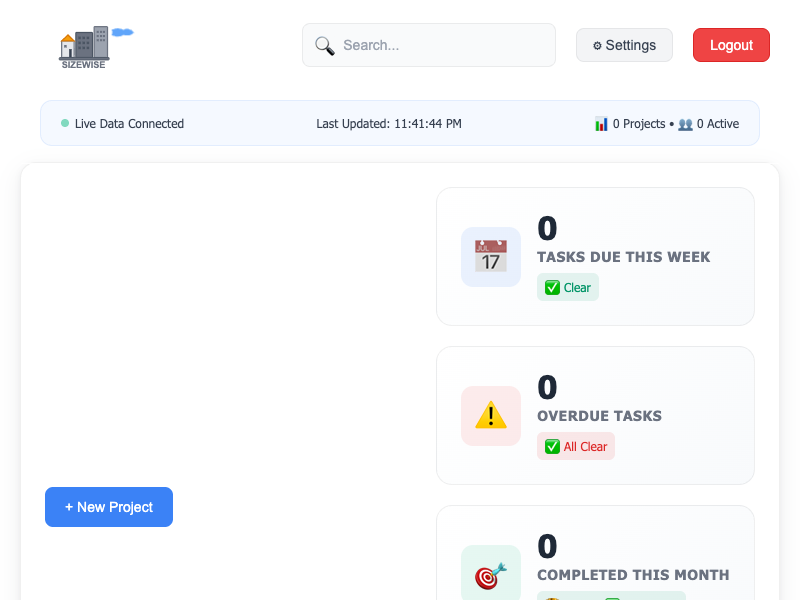 SIZEWISE
Search...
⚙ Settings
Logout
Live Data Connected
Last Updated: 11:41:44 PM
📊 0 Projects • 👥 0 Active
+ New Project
JUL
17
0
TASKS DUE THIS WEEK
✅ Clear
0
OVERDUE TASKS
✅ All Clear
0
COMPLETED THIS MONTH